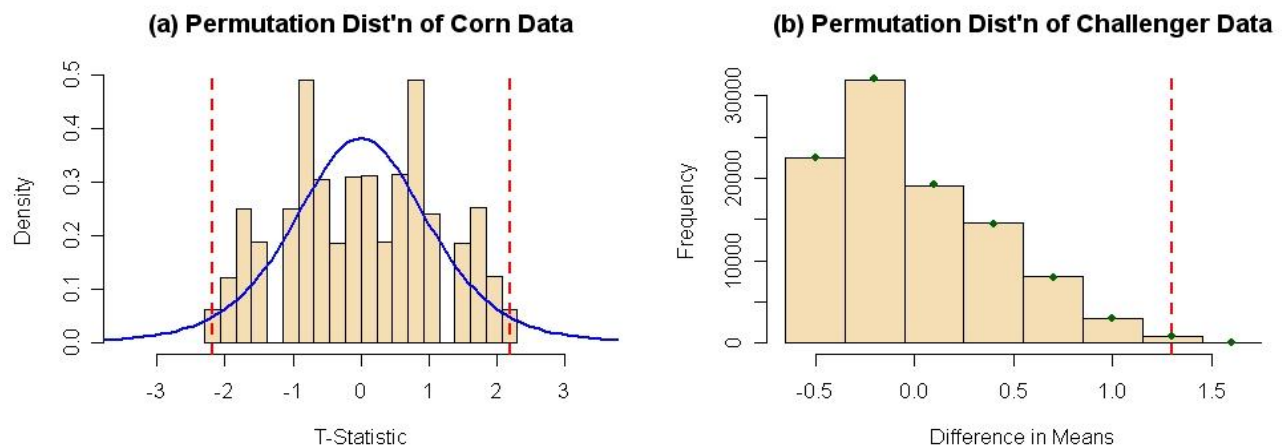 (a) Permutation Dist'n of Corn Data
Density
0.0 0.1 0.2 0.3 0.4 0.5
-3 -2 -1 0 1 2 3
T-Statistic
(b) Permutation Dist'n of Challenger Data
Frequency
0 10000 20000 30000
-0.5 0.0 0.5 1.0 1.5
Difference in Means